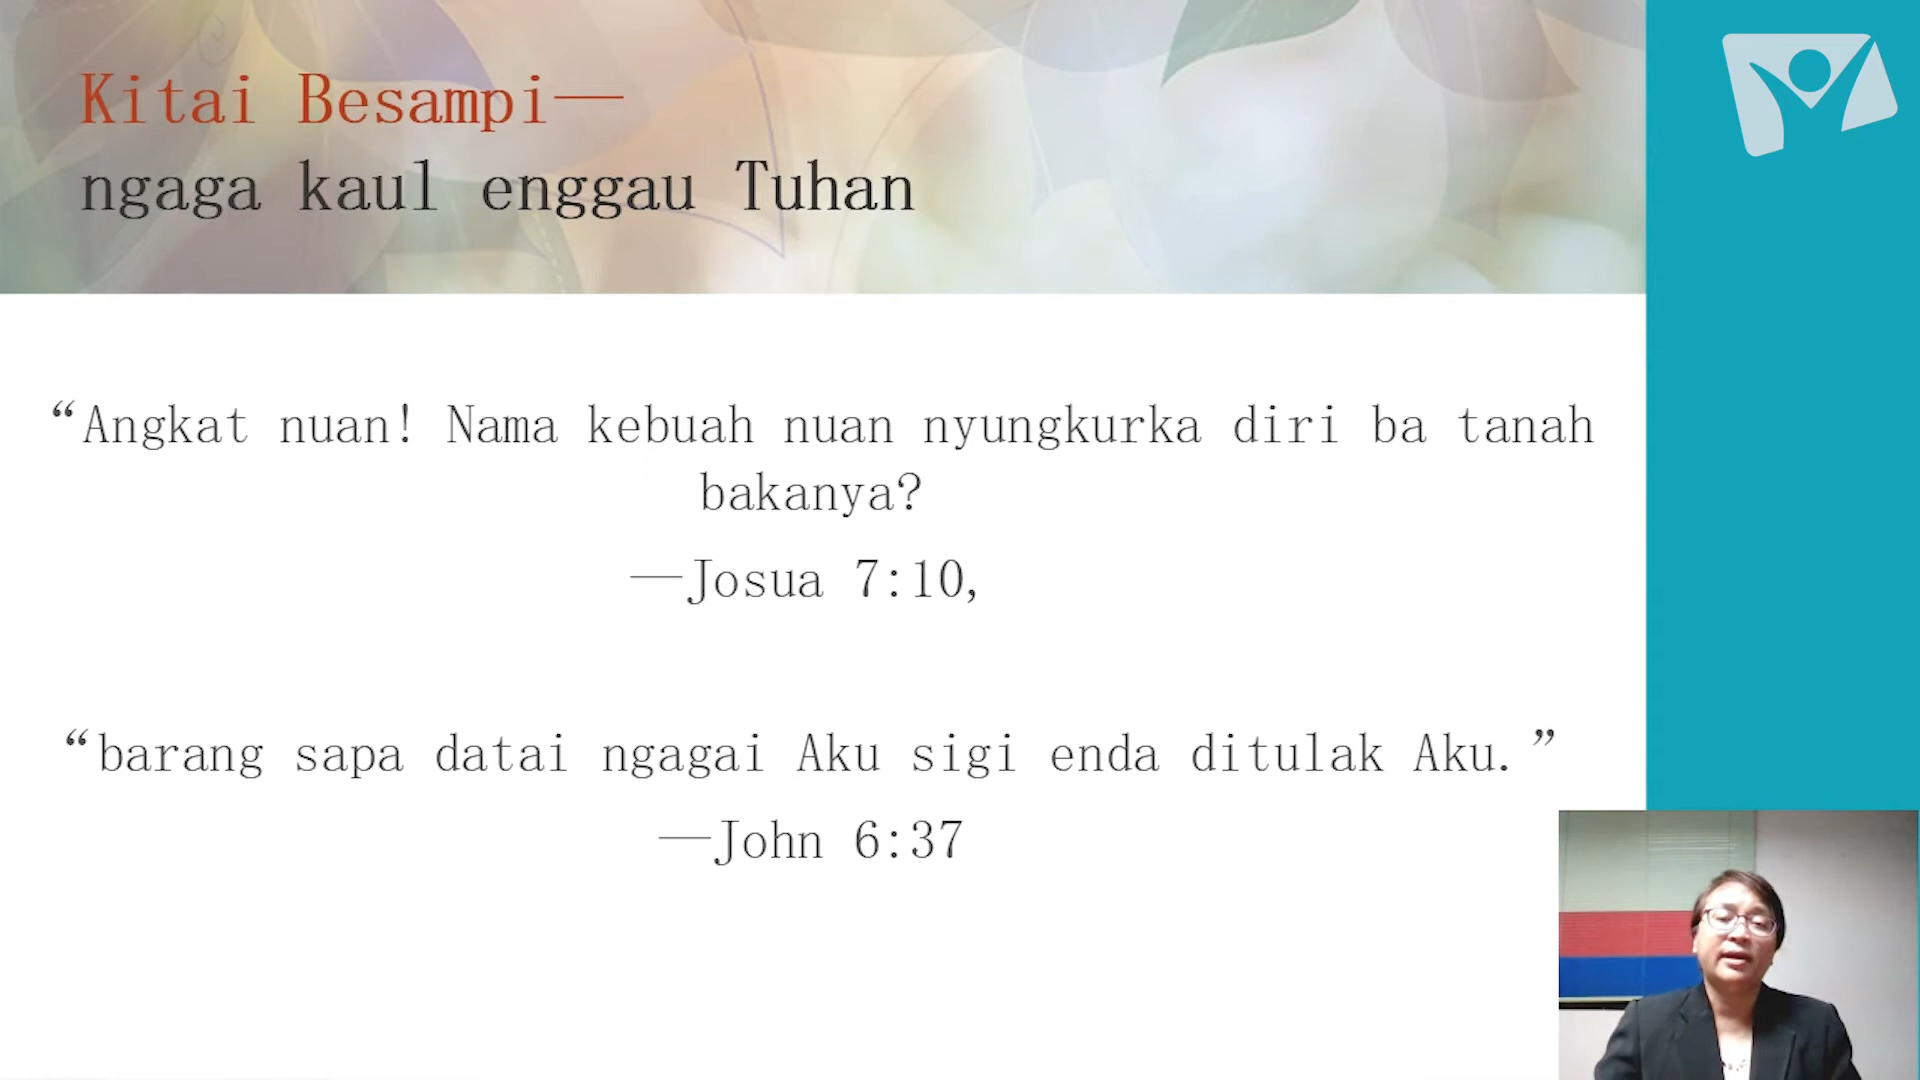 Kitai Besampi—
ngaga kaul enggau Tuhan
“Angkat nuan! Nama kebuah nuan nyungkurka diri ba tanah
bakanya?
—Josua 7:10,
“barang sapa datai ngagai Aku sigi enda ditulak Aku.”
—John 6:37